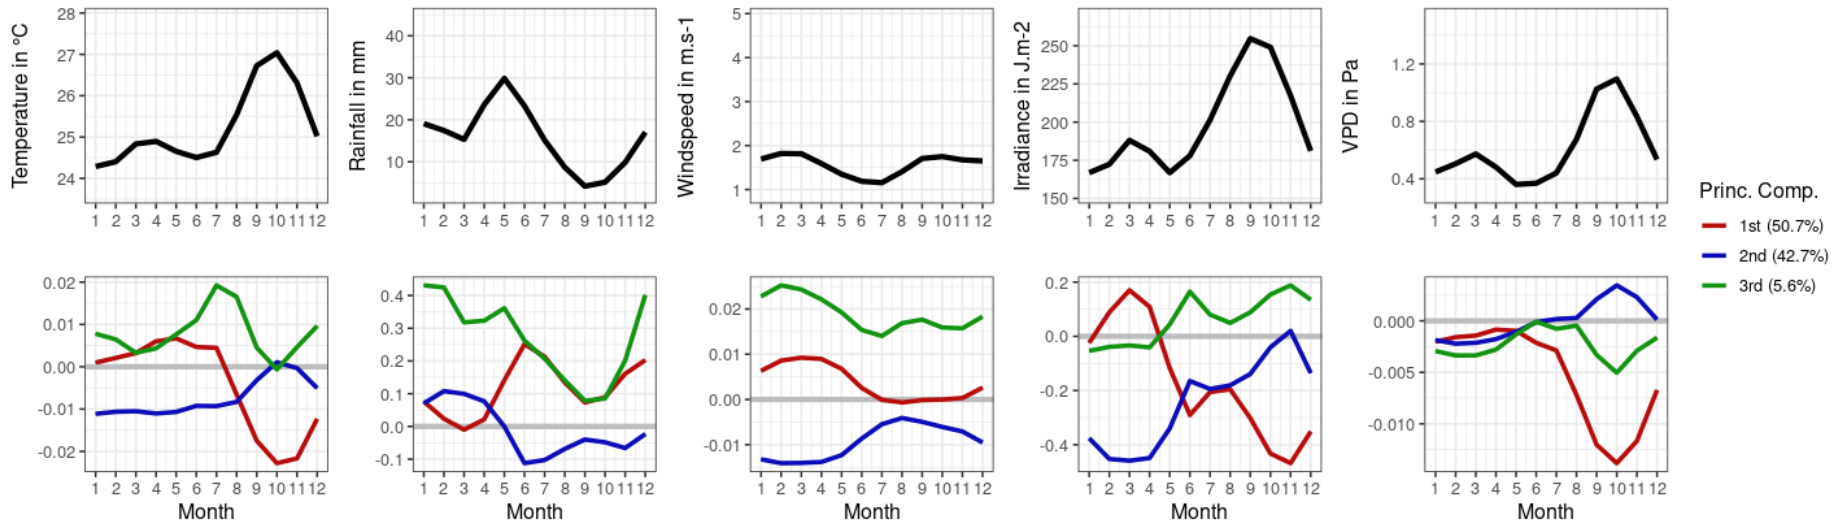 Temperature in °C
28
27
26
25
24
1 2 3 4 5 6 7 8 9 10 11 12
Rainfall in mm
40
30
20
10
1 2 3 4 5 6 7 8 9 10 11 12
Windspeed in m.s-1
5
4
3
2
1
1 2 3 4 5 6 7 8 9 10 11 12
Irradiance in J.m-2
250
225
200
175
150
1 2 3 4 5 6 7 8 9 10 11 12
VPD in Pa
1.2
0.8
0.4
1 2 3 4 5 6 7 8 9 10 11 12
Princ. Comp.
1st (50.7%)
2nd (42.7%)
3rd (5.6%)
0.02
0.01
0.00
-0.01
-0.02
1 2 3 4 5 6 7 8 9 10 11 12
Month
0.4
0.3
0.2
0.1
0.0
-0.1
1 2 3 4 5 6 7 8 9 10 11 12
Month
0.02
0.01
0.00
-0.01
1 2 3 4 5 6 7 8 9 10 11 12
Month
0.2
0.0
-0.2
-0.4
1 2 3 4 5 6 7 8 9 10 11 12
Month
0.000
-0.005
-0.010
1 2 3 4 5 6 7 8 9 10 11 12
Month